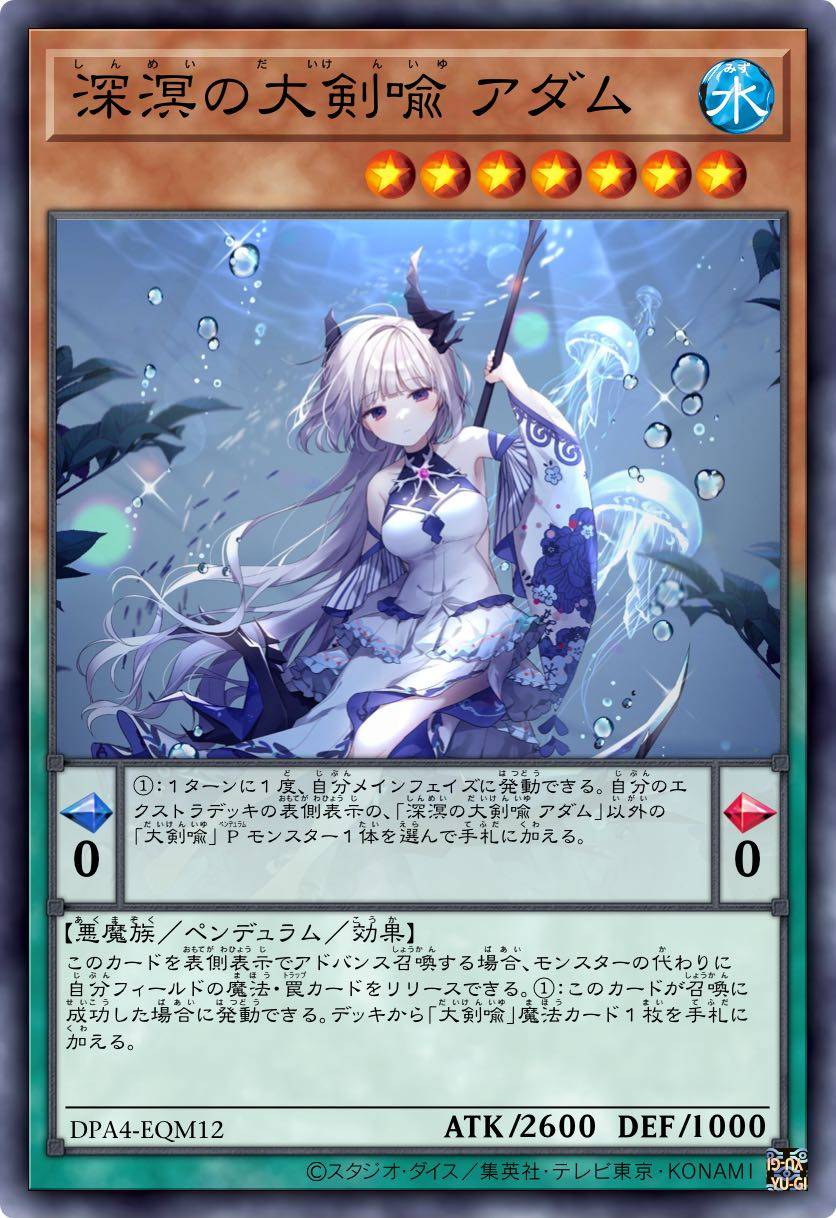 深溟の大剣喩 アダム
水
①：１ターンに１度、自分メインフェイズに発動できる。自分のエ
クストラデッキの表側表示の、「深溟の大剣喩 アダム」以外の
「大剣喩」Ｐモンスター１体を選んで手札に加える。
0
0
【悪魔族／ペンデュラム／効果】
このカードを表側表示でアドバンス召喚する場合、モンスターの代わりに
自分フィールドの魔法・罠カードをリリースできる。①：このカードが召喚に
成功した場合に発動できる。デッキから「大剣喩」魔法カード１枚を手札に
加える。
DPA4-EQM12
ATK/2600 DEF/1000
©スタジオ・ダイス／集英社・テレビ東京・KONAMI
YU-GI